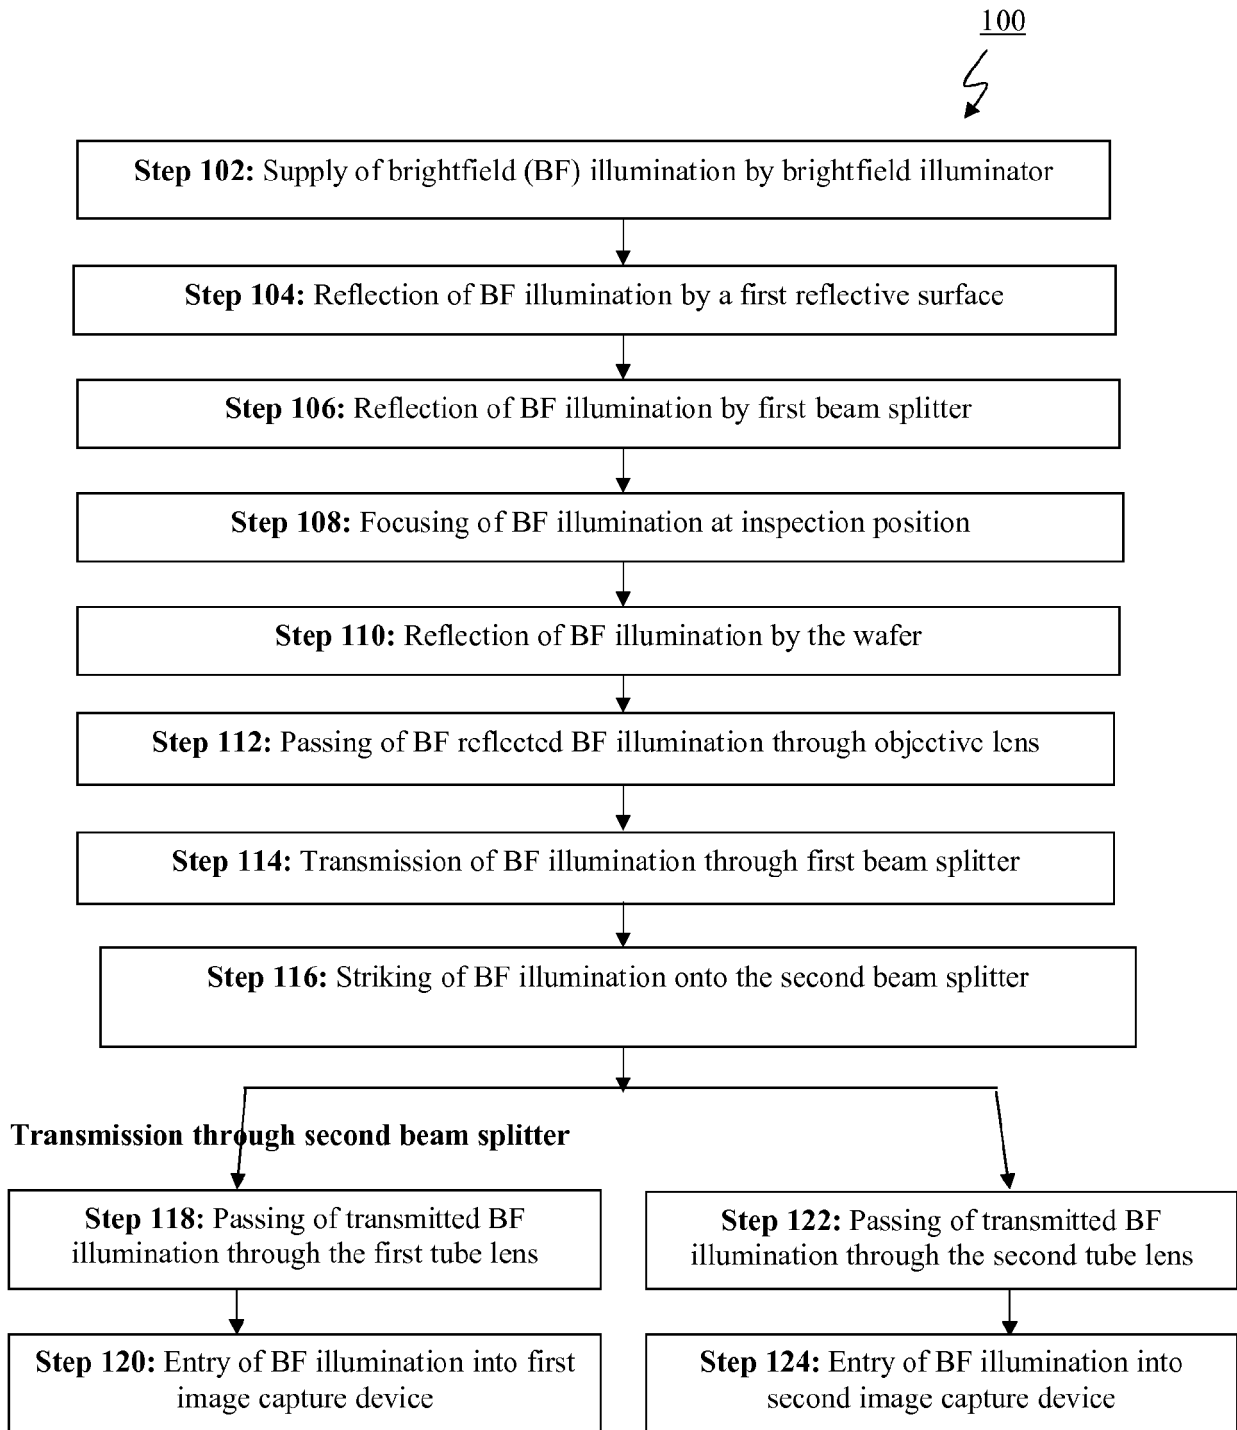 100
Step 102: Supply of brightfield (BF) illumination by brightfield illuminator
Step 104: Reflection of BF illumination by a first reflective surface
Step 106: Reflection of BF illumination by first beam splitter
Step 108: Focusing of BF illumination at inspection position
Step 110: Reflection of BF illumination by the wafer
Step 112: Passing of BF reflected BF illumination through objective lens
Step 114: Transmission of BF illumination through first beam splitter
Step 116: Striking of BF illumination onto the second beam splitter
Transmission through second beam splitter
Step 118: Passing of transmitted BF
illumination through the first tube lens
Step 122: Passing of transmitted BF
illumination through the second tube lens
Step 120: Entry of BF illumination into first
image capture device
Step 124: Entry of BF illumination into
second image capture device